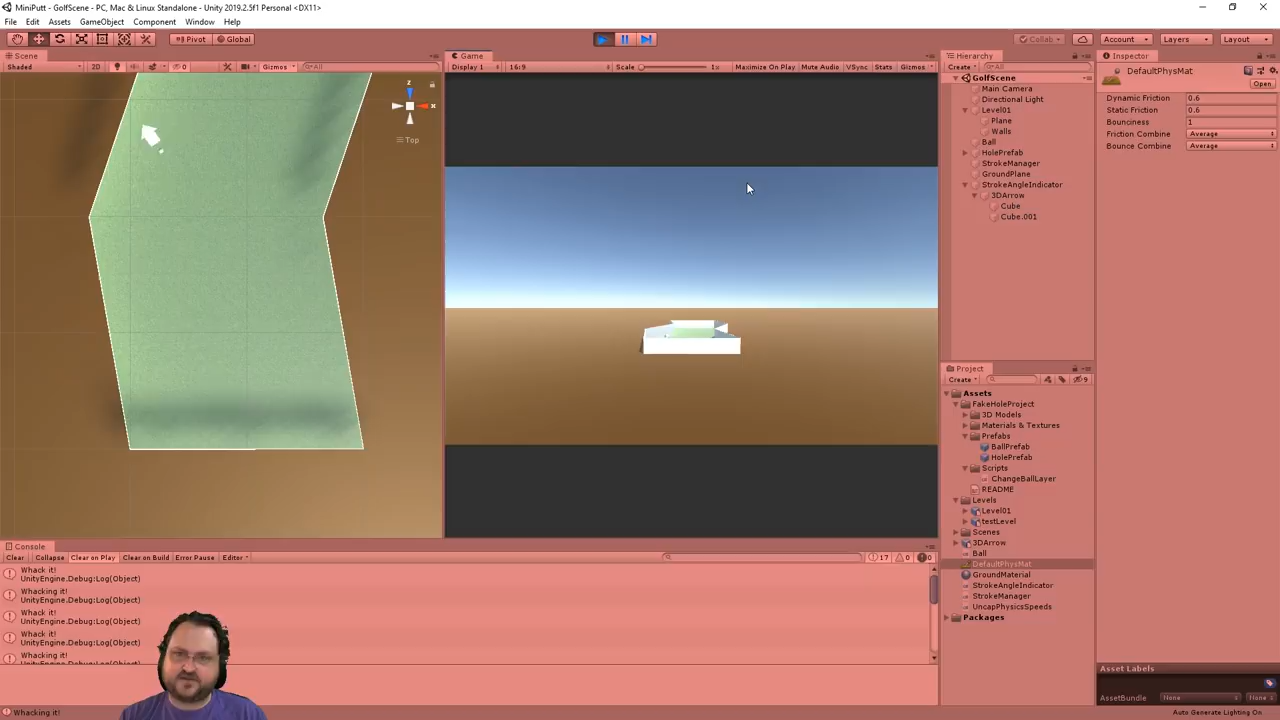 MiniPutt - GolfScene - PC, Mac & Linux Standalone - Unity 2019.2.5f1 Personal <DX11>
File Edit Assets GameObject Component Window Help
Pivot Global Collab Account Layers Layout
Scene
Game
Hierarchy
Inspector
Shaded 2D 0 Gizmos All
Display 1 16:9 Scale 1x Maximize On Play Mute Audio VSync Stats Gizmos
Create All
GolfScene
Main Camera
Directional Light
Level01
Plane
Walls
Ball
HolePrefab
StrokeManager
GroundPlane
StrokeAngleIndicator
3DArrow
Cube
Cube.001
DefaultPhysMat
Open
Dynamic Friction 0.6
Static Friction 0.6
Bounciness 1
Friction Combine Average
Bounce Combine Average
z
x
Top
Project
Create 9
Assets
FakeHoleProject
3D Models
Materials & Textures
Prefabs
BallPrefab
HolePrefab
Scripts
ChangeBallLayer
README
Levels
Level01
testLevel
Scenes
3DArrow
Ball
DefaultPhysMat
GroundMaterial
StrokeAngleIndicator
StrokeManager
UncapPhysicsSpeeds
Packages
Console
Clear Collapse Clear on Play Clear on Build Error Pause Editor 17 0 0
Whack it!
UnityEngine.Debug:Log(Object)
Whacking it!
UnityEngine.Debug:Log(Object)
Whack it!
UnityEngine.Debug:Log(Object)
Whack it!
UnityEngine.Debug:Log(Object)
Whacking it!
Whacking it!
Asset Labels
AssetBundle None None
Auto Generate Lighting On